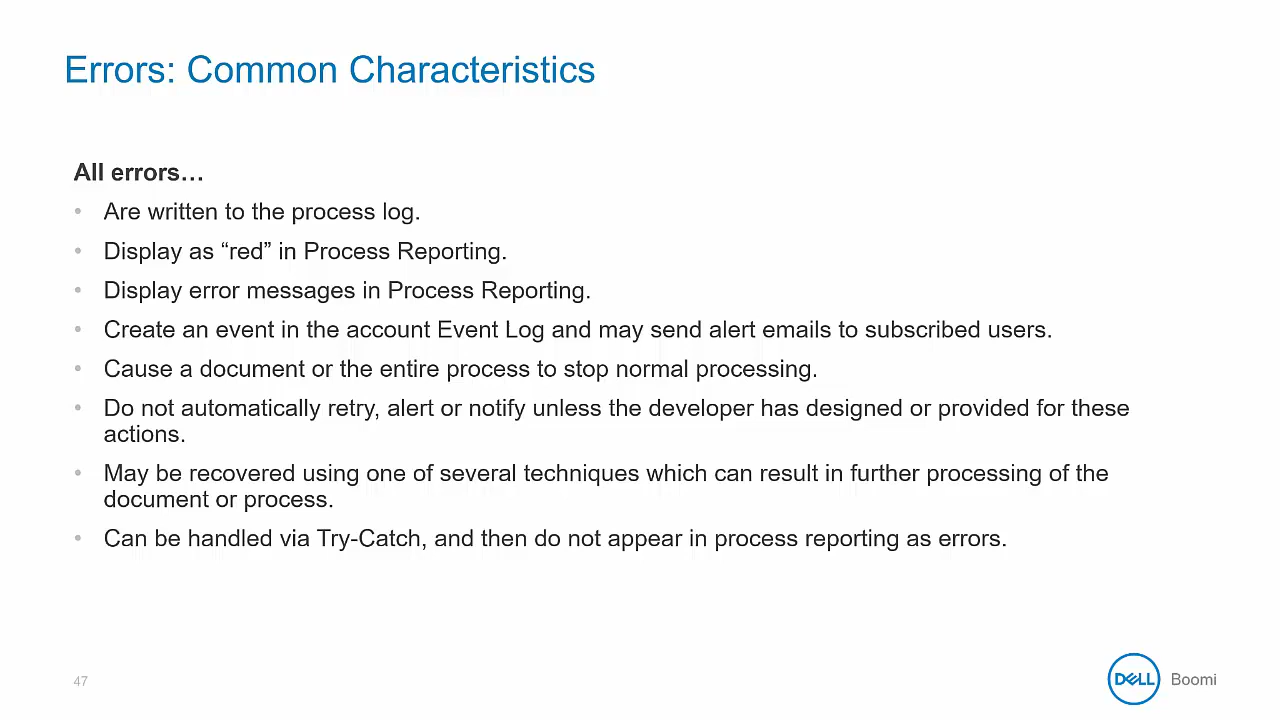 Errors: Common Characteristics
All errors…
• Are written to the process log.
• Display as “red” in Process Reporting.
• Display error messages in Process Reporting.
• Create an event in the account Event Log and may send alert emails to subscribed users.
• Cause a document or the entire process to stop normal processing.
• Do not automatically retry, alert or notify unless the developer has designed or provided for these
actions.
• May be recovered using one of several techniques which can result in further processing of the
document or process.
• Can be handled via Try-Catch, and then do not appear in process reporting as errors.
47
DELL Boomi